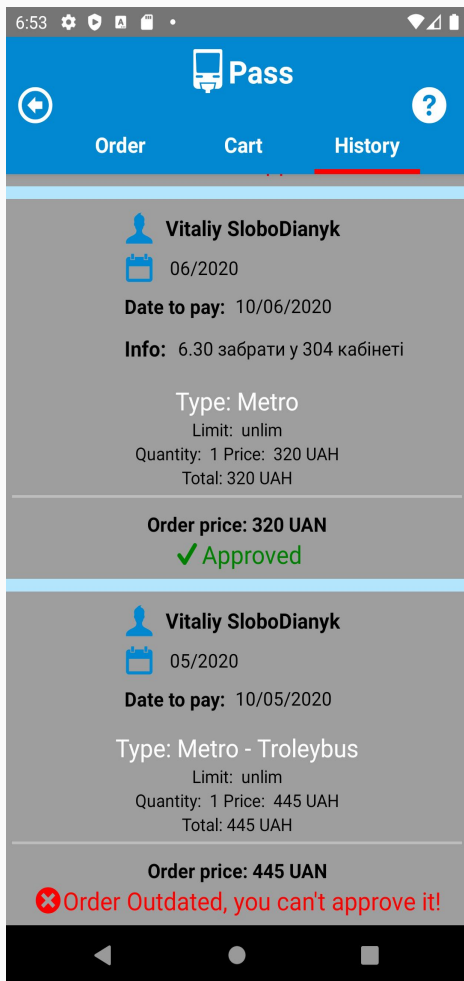 6:53
Pass
?
Order Cart History
Vitaliy SloboDianyk
06/2020
Date to pay: 10/06/2020
Info: 6.30 забрати у 304 кабінеті
Type: Metro
Limit: unlim
Quantity: 1 Price: 320 UAH
Total: 320 UAH
Order price: 320 UAN
Approved
Vitaliy SloboDianyk
05/2020
Date to pay: 10/05/2020
Type: Metro - Troleybus
Limit: unlim
Quantity: 1 Price: 445 UAH
Total: 445 UAH
Order price: 445 UAN
Order Outdated, you can't approve it!